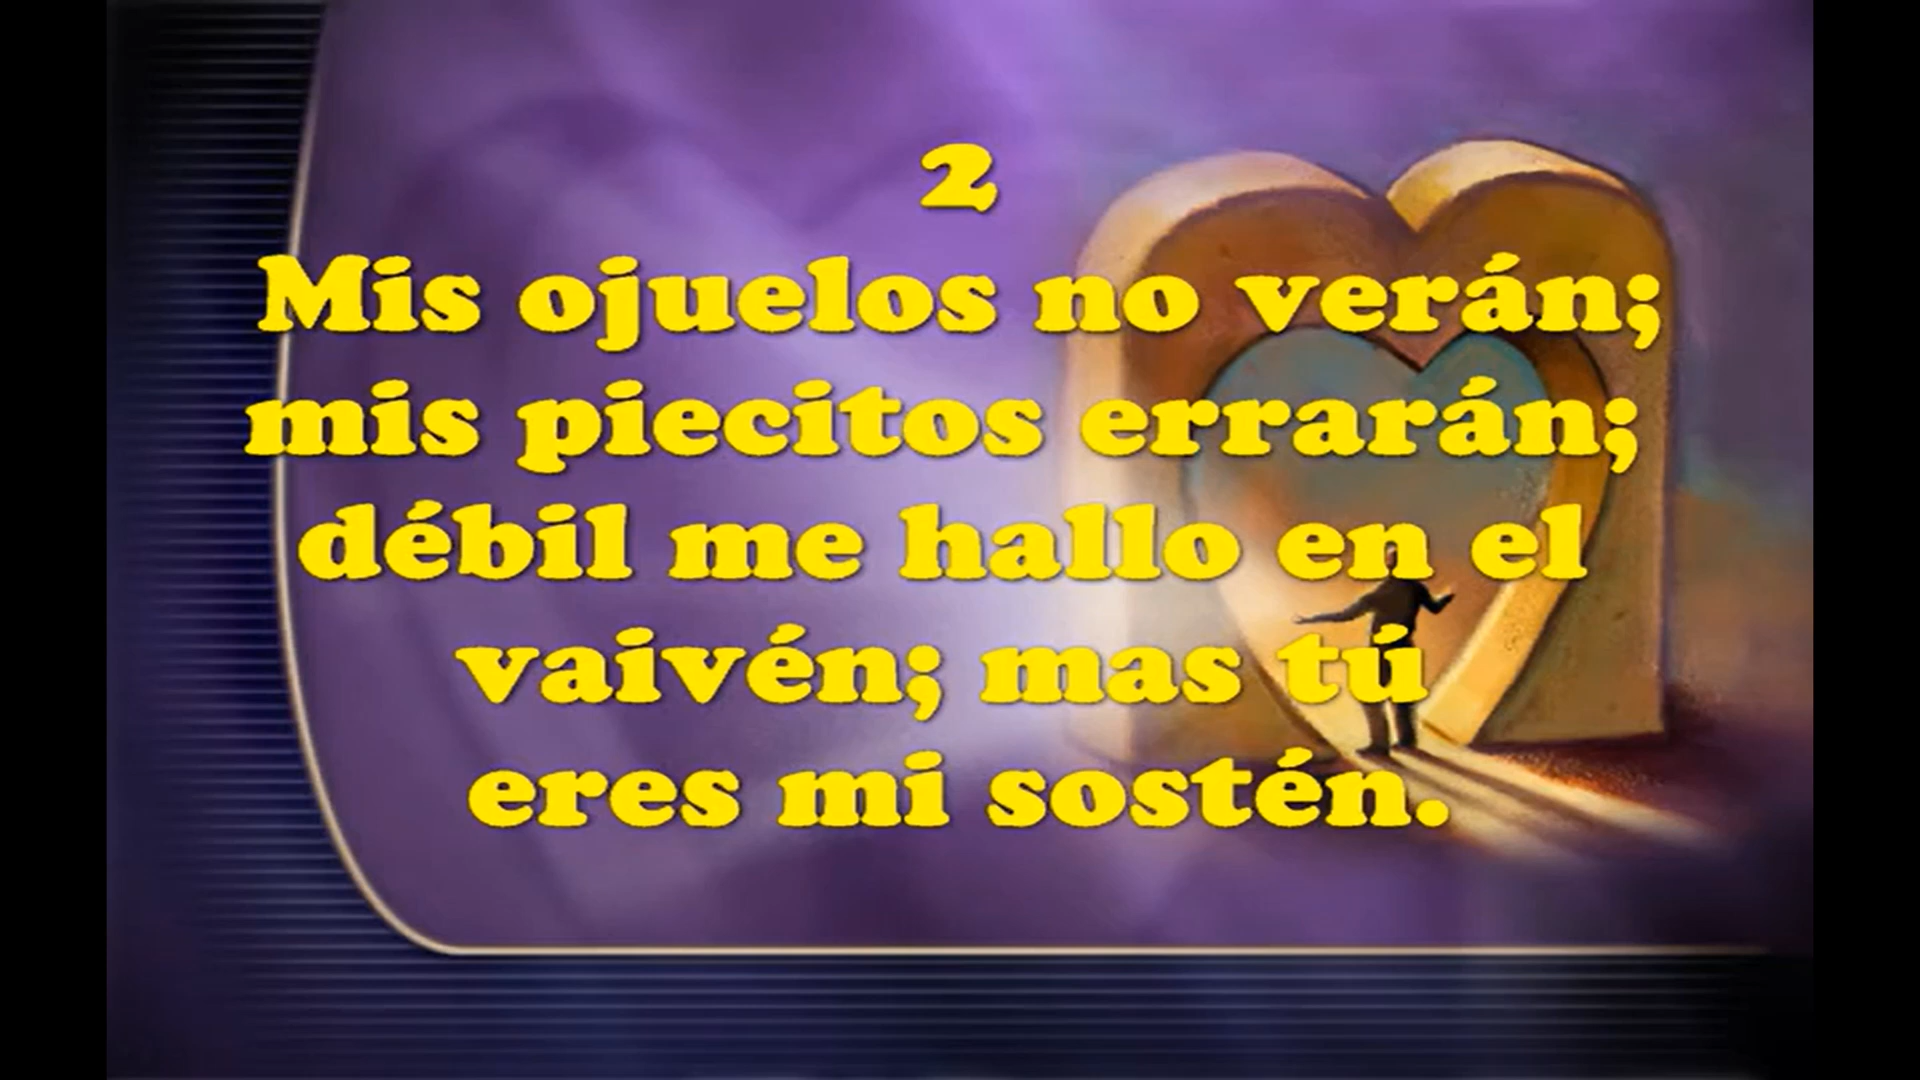 2
Mis ojuelos no verán;
mis piecitos errarán;
débil me hallo en el
vaivén; mas tú
eres mi sostén.